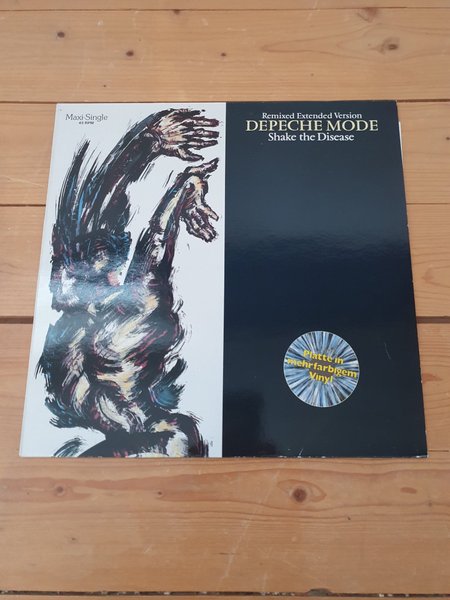 Maxi-Single
45 RPM
Remixed Extended Version
DEPECHE MODE
Shake the Disease
Platte in
mehrfarbigem
Vinyl